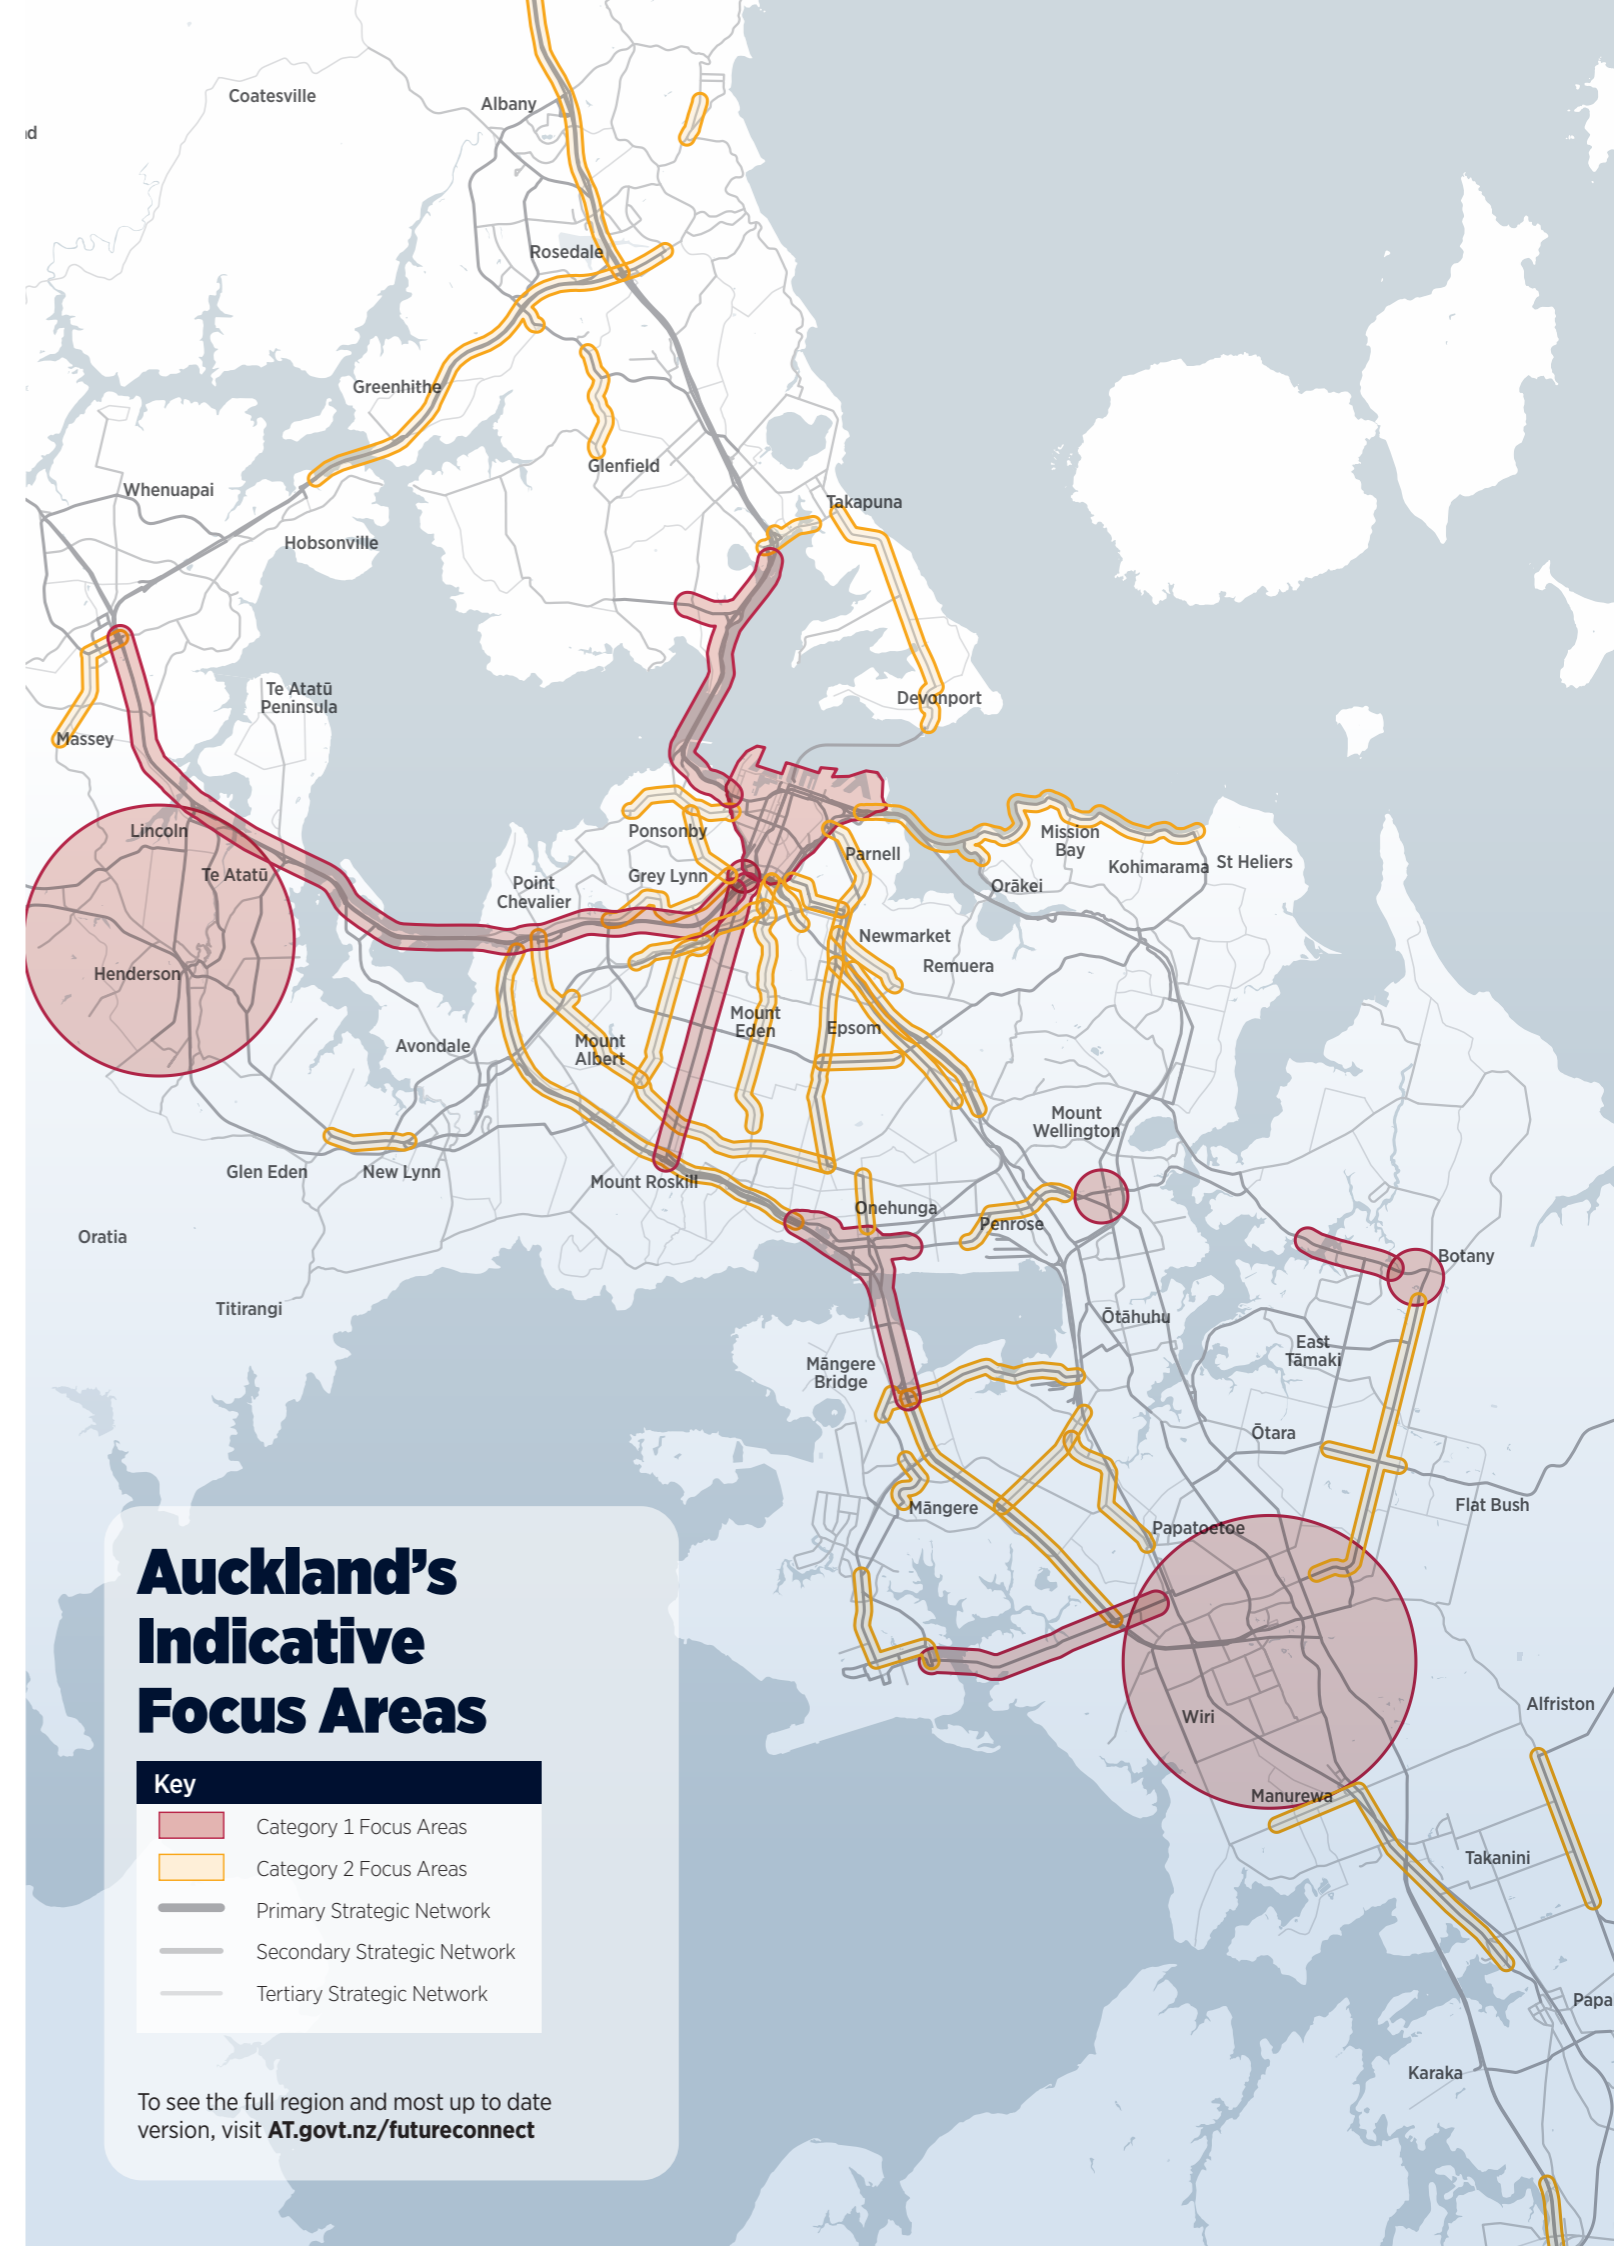 Coatesville
Albany
Rosedale
Greenhithe
Glenfield
Whenuapai
Takapuna
Hobsonville
Te Atatū
Peninsula
Devonport
Massey
Lincoln
Ponsonby
Mission
Bay
Parnell
Kohimarama
St Heliers
Te Atatū
Grey Lynn
Point
Chevalier
Orākei
Newmarket
Remuera
Henderson
Mount
Eden
Epsom
Avondale
Mount
Albert
Mount
Wellington
Glen Eden
New Lynn
Mount Roskill
Onehunga
Penrose
Oratia
Botany
Titirangi
Ōtāhuhu
East
Tāmaki
Māngere
Bridge
Ōtara
Māngere
Flat Bush
Papatoetoe
Alfriston
Wiri
Manurewa
Takanini
Papa
Karaka
Auckland's
Indicative
Focus Areas
Key
Category 1 Focus Areas
Category 2 Focus Areas
Primary Strategic Network
Secondary Strategic Network
Tertiary Strategic Network
To see the full region and most up to date
version, visit AT.govt.nz/futureconnect